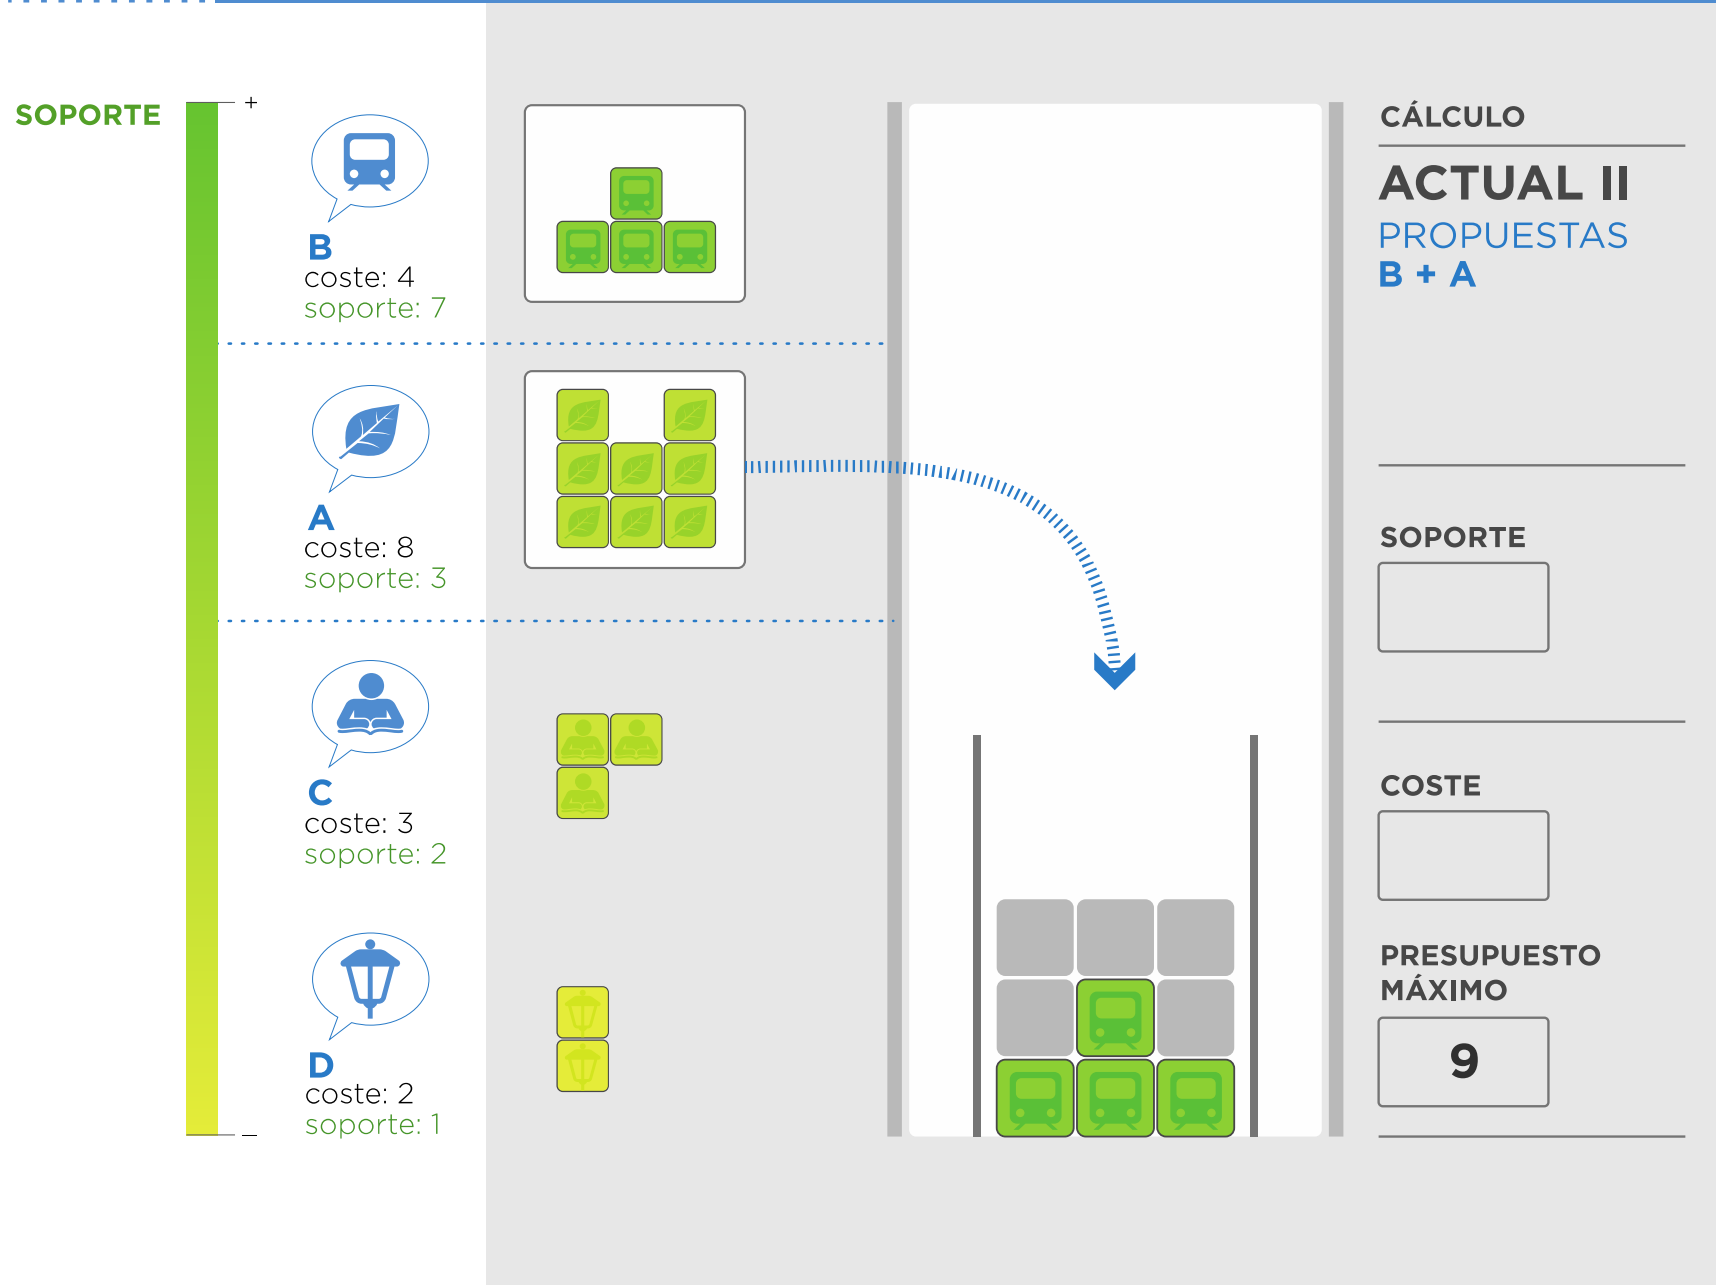 SOPORTE
+
B
coste: 4
soporte: 7
A
coste: 8
soporte: 3
C
coste: 3
soporte: 2
D
coste: 2
soporte: 1
–
CÁLCULO
ACTUAL II
PROPUESTAS
B + A
SOPORTE
COSTE
PRESUPUESTO
MÁXIMO
9